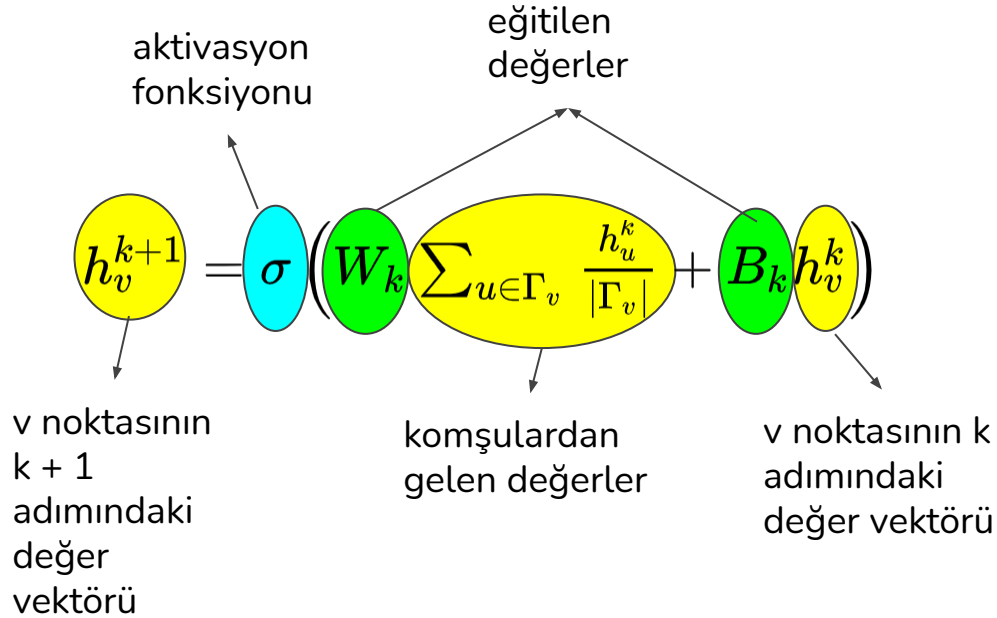 aktivasyon
fonksiyonu
eğitilen
değerler
h_v^{k+1} = σ(W_k ∑_{u∈Γ_v} h_u^k / |Γ_v| + B_k h_v^k)
v noktasının
k + 1
adımındaki
değer
vektörü
komşulardan
gelen değerler
v noktasının k
adımındaki
değer vektörü